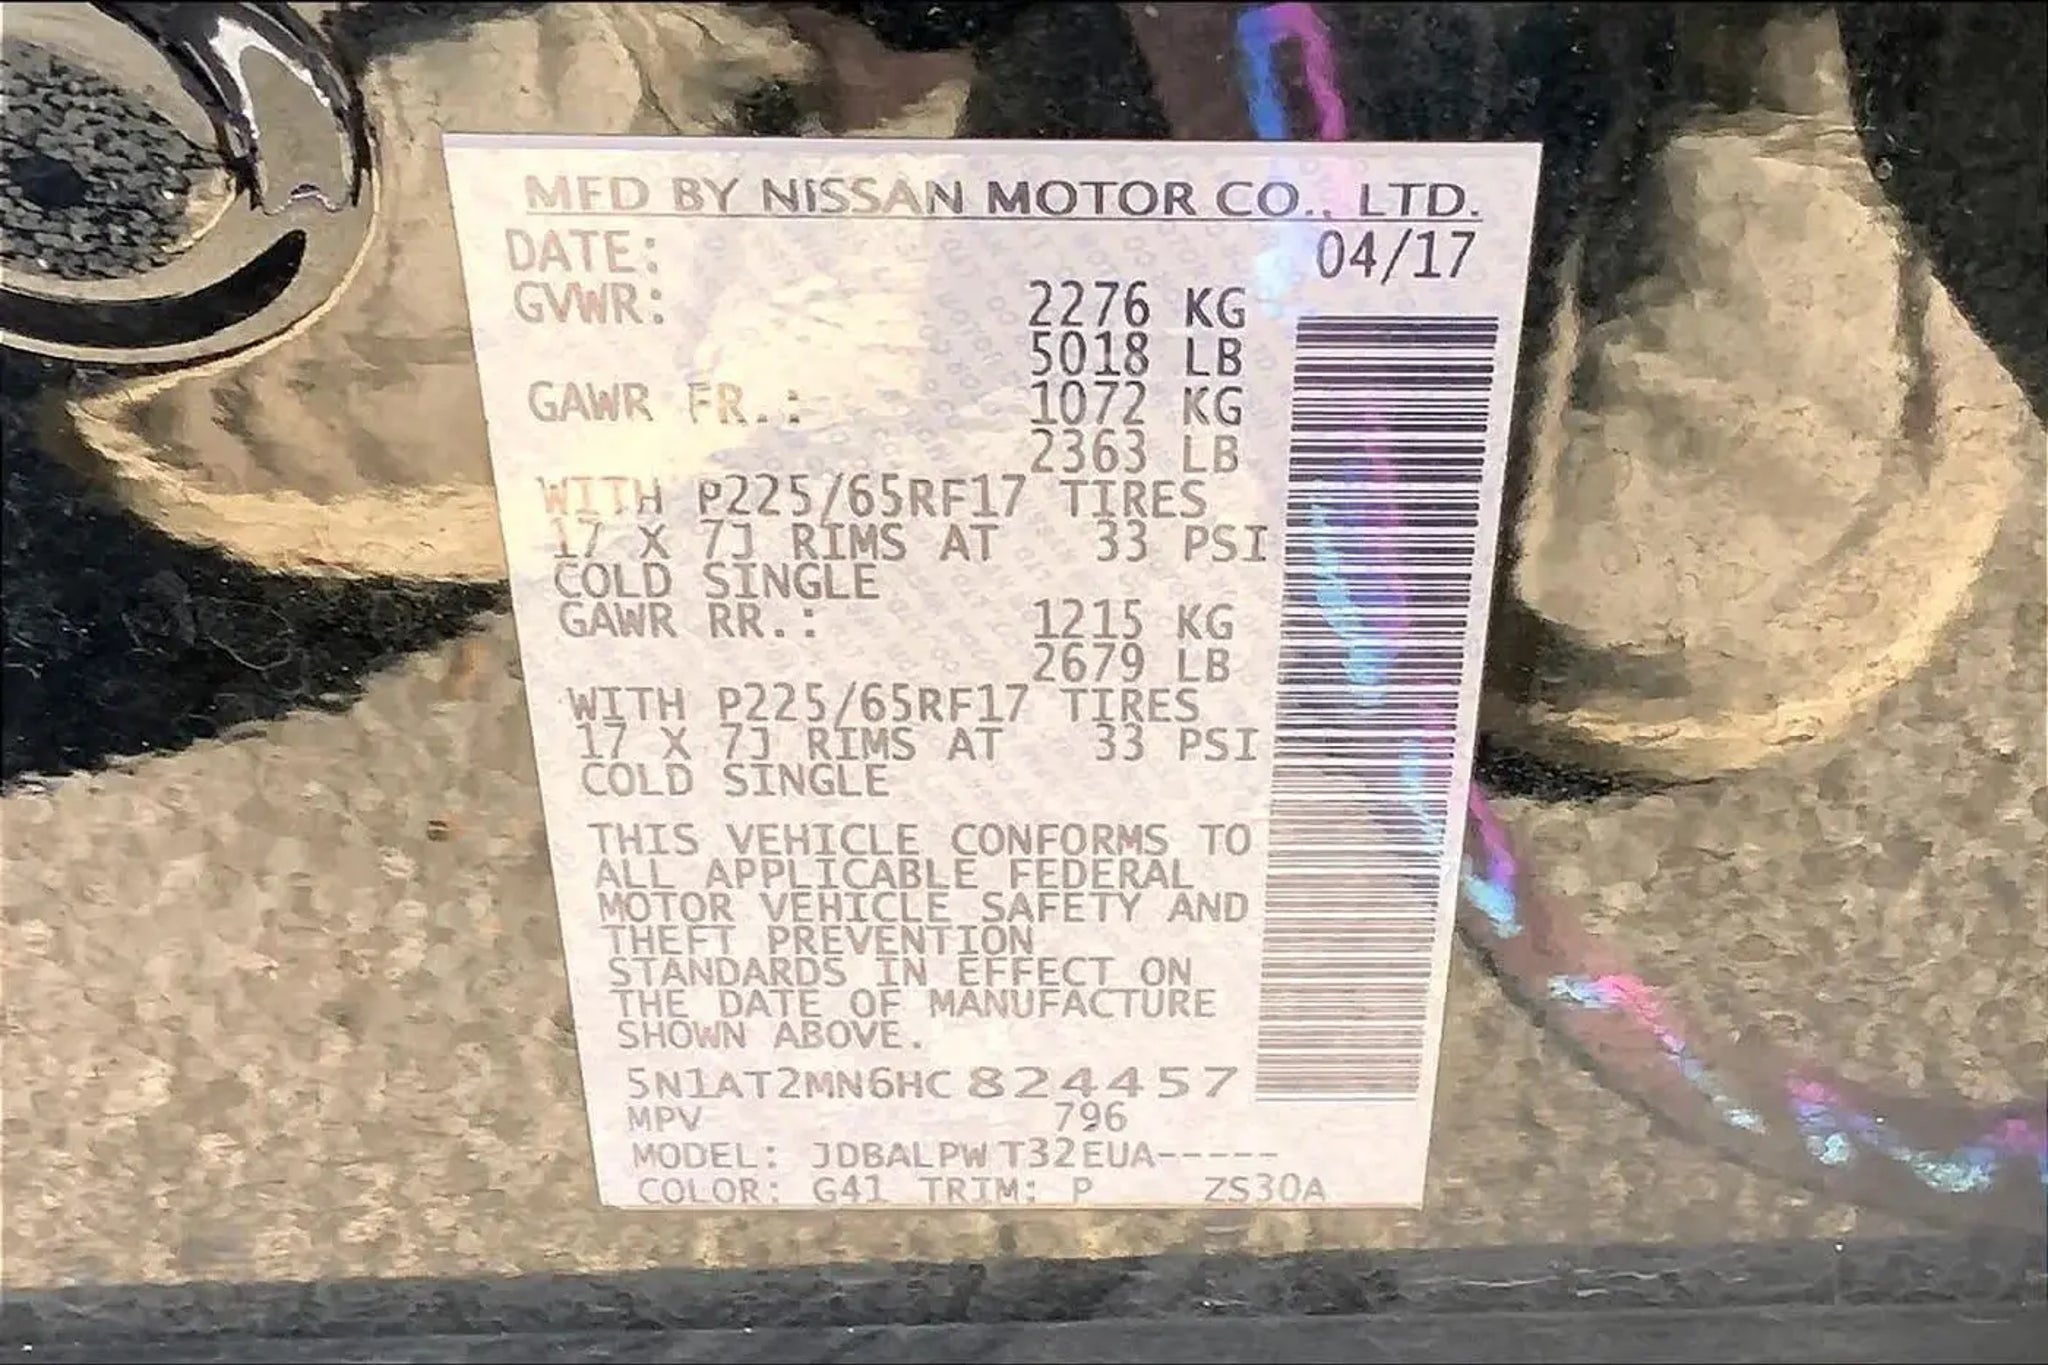 MFD BY NISSAN MOTOR CO., LTD.
DATE: 04/17
GVWR: 2276 KG
5018 LB
GAWR FR.: 1072 KG
2363 LB
WITH P225/65RF17 TIRES
17 X 7J RIMS AT 33 PSI
COLD SINGLE
GAWR RR.: 1215 KG
2679 LB
WITH P225/65RF17 TIRES
17 X 7J RIMS AT 33 PSI
COLD SINGLE
THIS VEHICLE CONFORMS TO
ALL APPLICABLE FEDERAL
MOTOR VEHICLE SAFETY AND
THEFT PREVENTION
STANDARDS IN EFFECT ON
THE DATE OF MANUFACTURE
SHOWN ABOVE.
5N1AT2MN6HC824457
MPV 796
MODEL: JDBALPWT32EUA-----
COLOR: G41 TRIM: P ZS30A